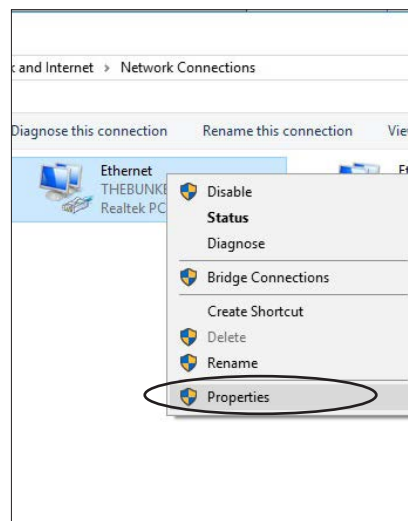 and Internet > Network Connections
Diagnose this connection Rename this connection
Ethernet
Realtek PC
Disable
Status
Diagnose
Bridge Connections
Create Shortcut
Delete
Rename
Properties